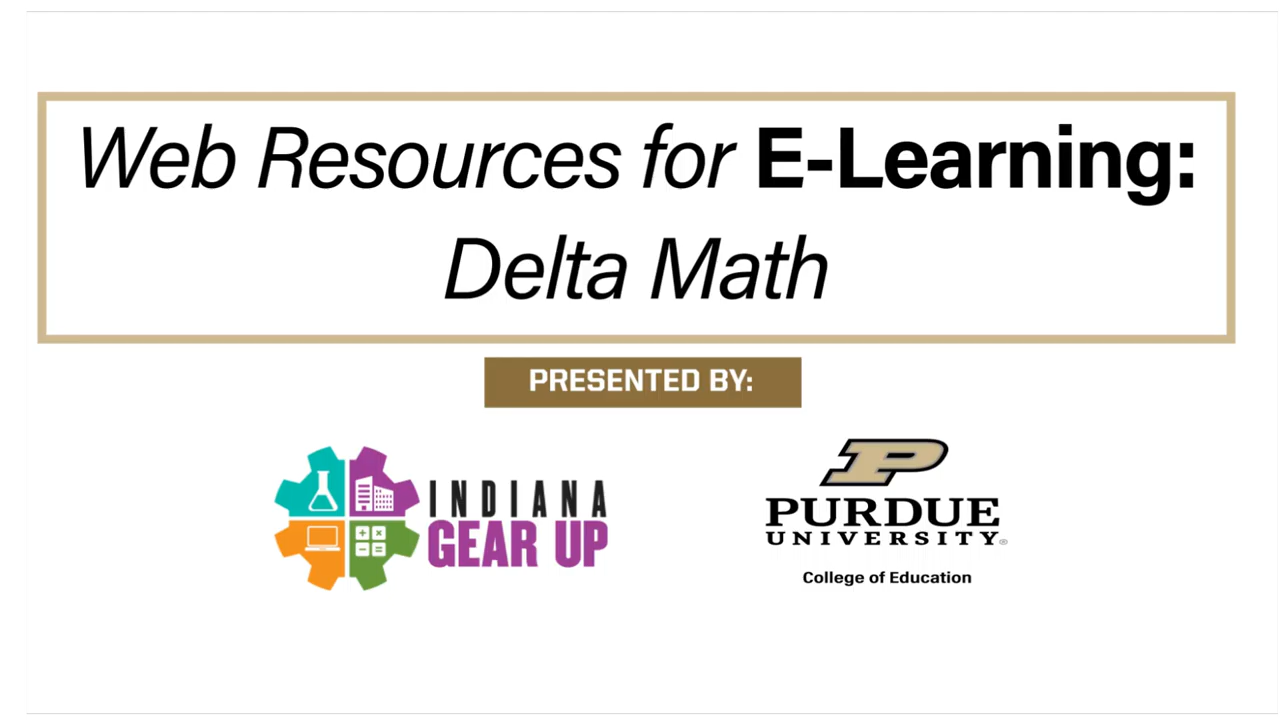 Web Resources for E-Learning:
Delta Math
PRESENTED BY:
INDIANA
GEAR UP
P
PURDUE
UNIVERSITY®
College of Education